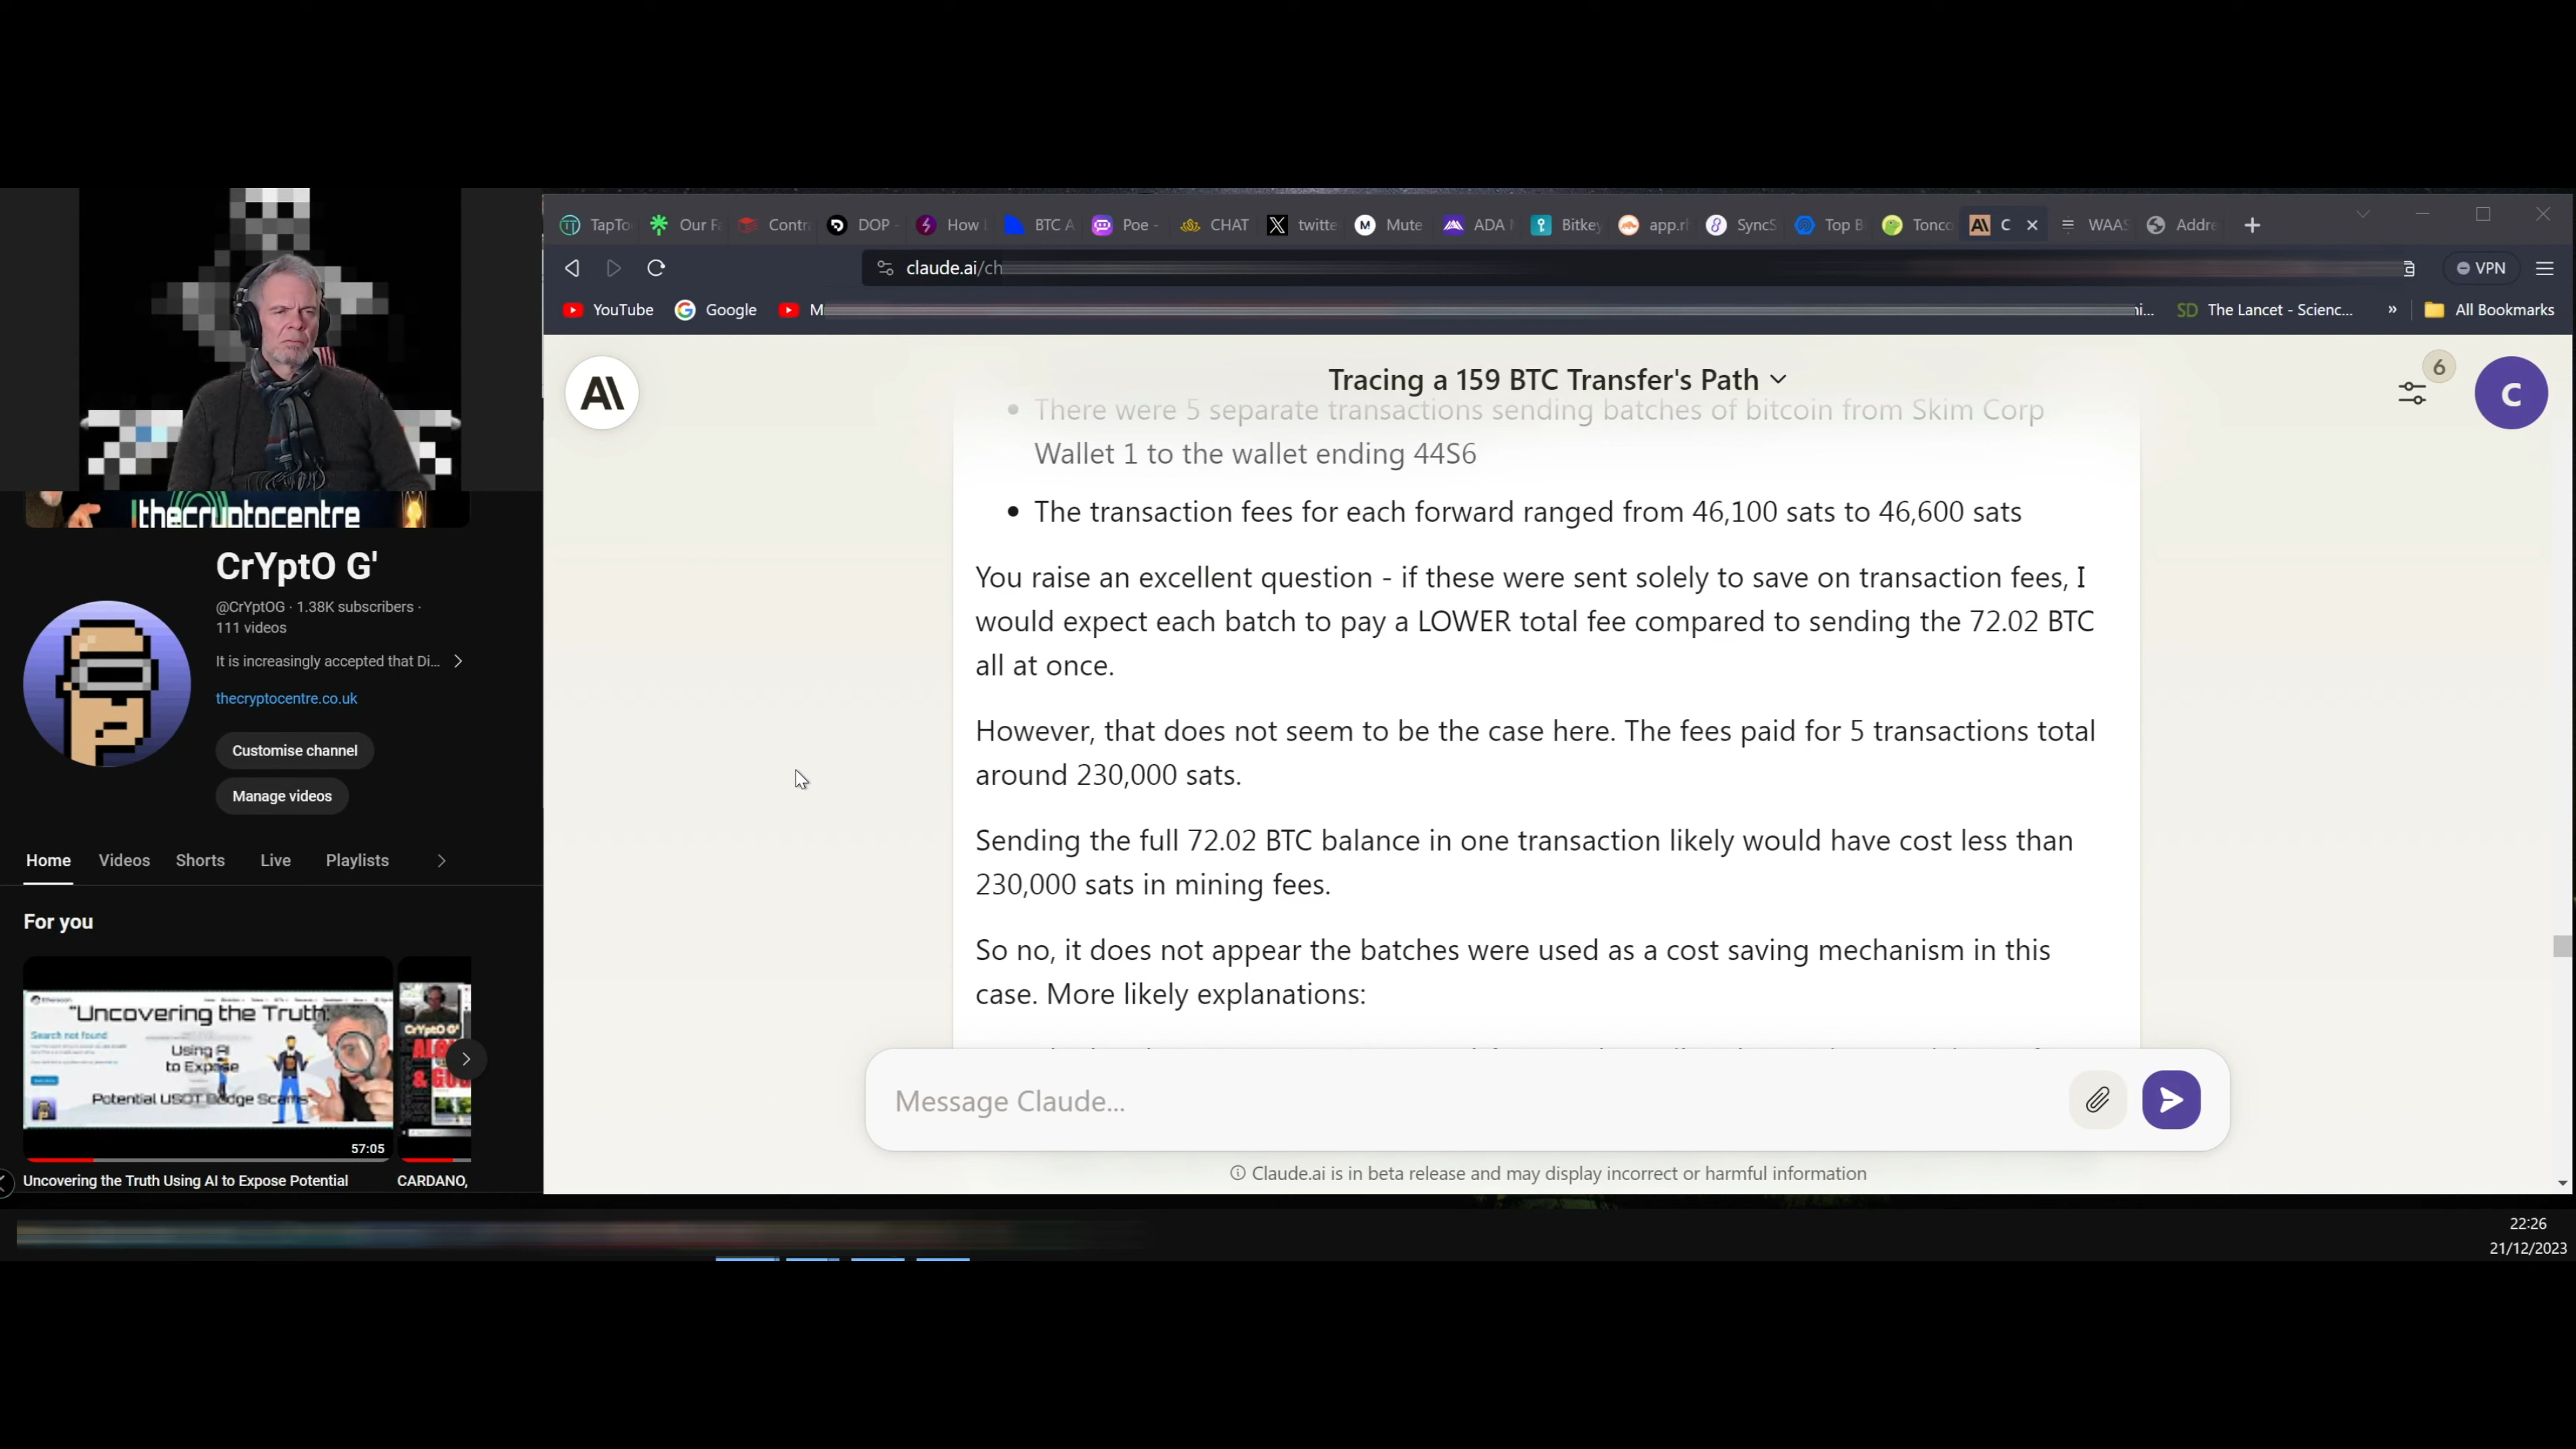 TapTo
Our Fa
Contra
DOP -
How
BTC A
Poe -
CHAT
twitte
Mute
ADA
Bitkey
SyncS
Top B
Tonco
C
WAAS
Addre
claude.ai/ch
VPN
YouTube
Google
M
The Lancet - Scienc...
»
All Bookmarks
Tracing a 159 BTC Transfer's Path
6
C
There were 5 separate transactions sending batches of bitcoin from Skim Corp
Wallet 1 to the wallet ending 44S6
The transaction fees for each forward ranged from 46,100 sats to 46,600 sats
You raise an excellent question - if these were sent solely to save on transaction fees, I
would expect each batch to pay a LOWER total fee compared to sending the 72.02 BTC
all at once.
However, that does not seem to be the case here. The fees paid for 5 transactions total
around 230,000 sats.
Sending the full 72.02 BTC balance in one transaction likely would have cost less than
230,000 sats in mining fees.
So no, it does not appear the batches were used as a cost saving mechanism in this
case. More likely explanations:
Message Claude...
Claude.ai is in beta release and may display incorrect or harmful information
thecryptocentre
CrYptO G'
@CrYptOG · 1.38K subscribers ·
111 videos
It is increasingly accepted that Di...
thecryptocentre.co.uk
Customise channel
Manage videos
Home Videos Shorts Live Playlists
For you
"Uncovering the Truth:
Search not found
Using AI
to Expose
Potential USDT Bridge Scams
57:05
CrYptO G'
Uncovering the Truth Using AI to Expose Potential
CARDANO,
22:26
21/12/2023